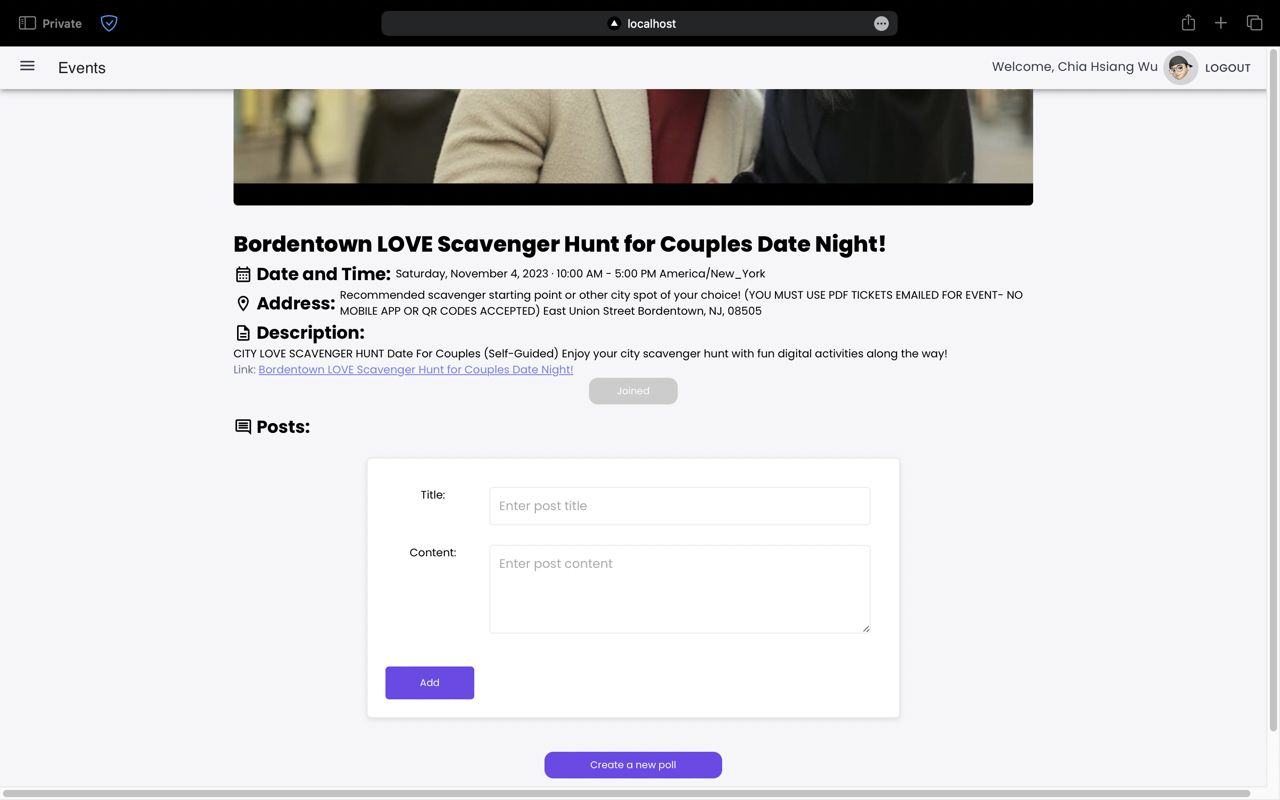 Private
localhost
Events
Welcome, Chia Hsiang Wu
LOGOUT
Bordentown LOVE Scavenger Hunt for Couples Date Night!
Date and Time: Saturday, November 4, 2023 · 10:00 AM - 5:00 PM America/New_York
Address: Recommended scavenger starting point or other city spot of your choice! (YOU MUST USE PDF TICKETS EMAILED FOR EVENT- NO
MOBILE APP OR QR CODES ACCEPTED) East Union Street Bordentown, NJ, 08505
Description:
CITY LOVE SCAVENGER HUNT Date For Couples (Self-Guided) Enjoy your city scavenger hunt with fun digital activities along the way!
Link: Bordentown LOVE Scavenger Hunt for Couples Date Night!
Joined
Posts:
Title:
Enter post title
Content:
Enter post content
Add
Create a new poll